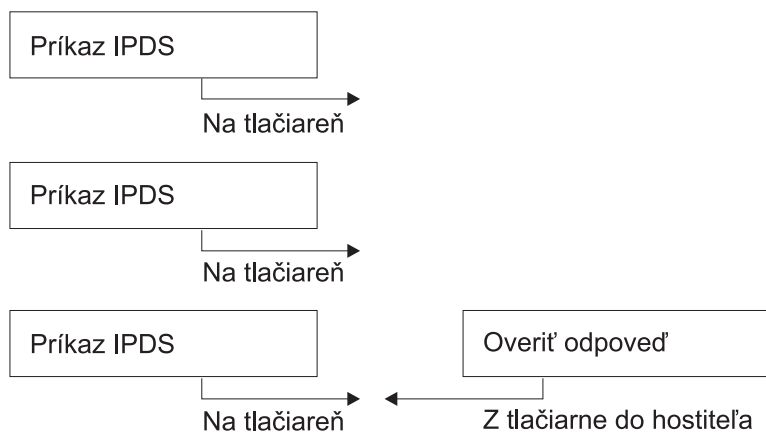 Príkaz IPDS
Na tlačiareň
Príkaz IPDS
Na tlačiareň
Príkaz IPDS
Overiť odpoveď
Na tlačiareň
Z tlačiarne do hostiteľa